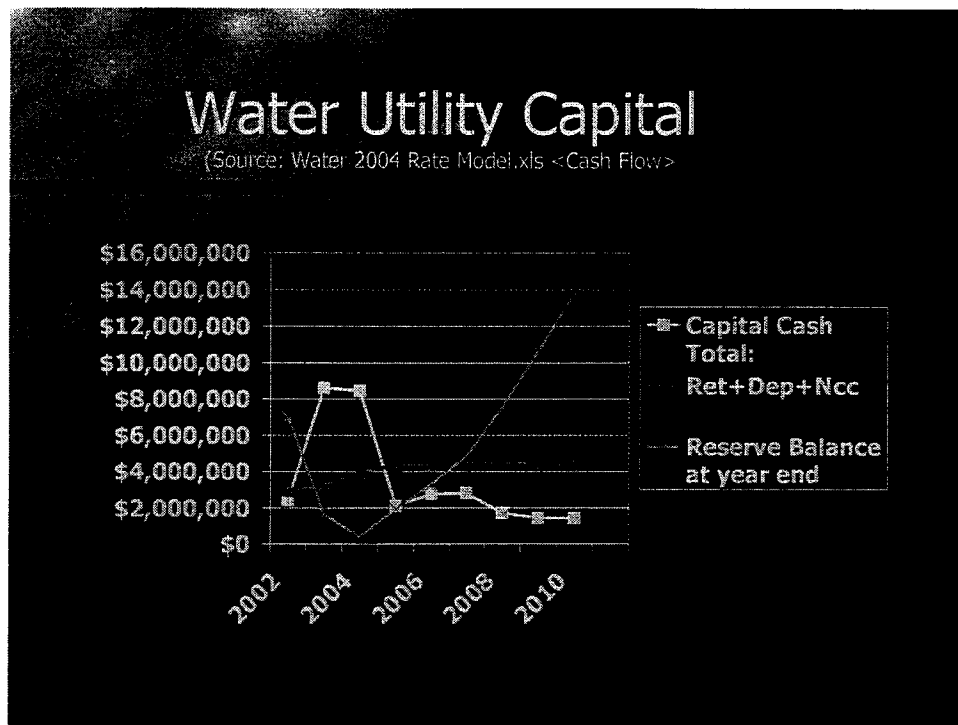 Water Utility Capital
(Source: Water 2004 Rate Model.xls <Cash Flow>
$16,000,000
$14,000,000
$12,000,000
$10,000,000
$8,000,000
$6,000,000
$4,000,000
$2,000,000
$0
2002
2004
2006
2008
2010
Capital Cash
Total:
Ret+Dep+Ncc
Reserve Balance
at year end